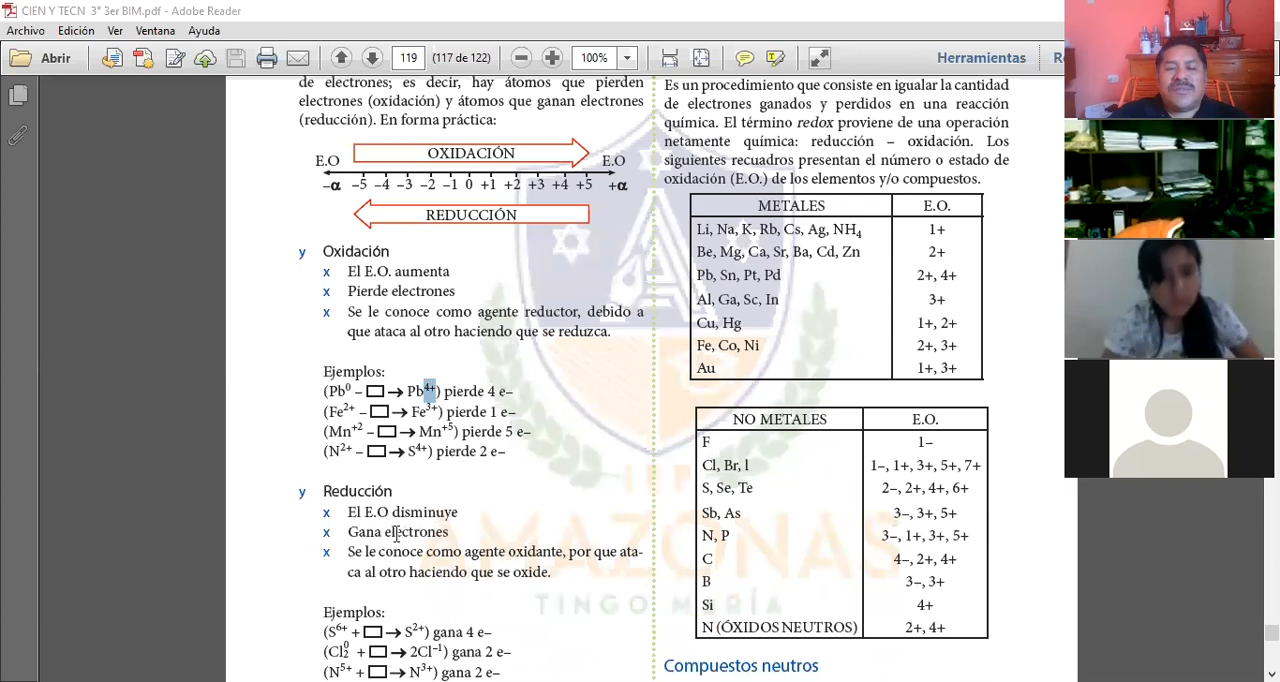 CIEN Y TECN 3° 3er BIM.pdf - Adobe Reader
Archivo Edición Ver Ventana Ayuda
Abrir 119 (117 de 122) 100% Herramientas
de electrones; es decir, hay átomos que pierden
electrones (oxidación) y átomos que ganan electrones
(reducción). En forma práctica:
E.O OXIDACIÓN E.O
–α –5 –4 –3 –2 –1 0 +1 +2 +3 +4 +5 +α
REDUCCIÓN
y Oxidación
x El E.O. aumenta
x Pierde electrones
x Se le conoce como agente reductor, debido a
que ataca al otro haciendo que se reduzca.
Ejemplos:
(Pb⁰ – □ → Pb⁴⁺) pierde 4 e–
(Fe²⁺ – □ → Fe³⁺) pierde 1 e–
(Mn⁺² – □ → Mn⁺⁵) pierde 5 e–
(N²⁺ – □ → S⁴⁺) pierde 2 e–
y Reducción
x El E.O disminuye
x Gana electrones
x Se le conoce como agente oxidante, por que ata-
ca al otro haciendo que se oxide.
Ejemplos:
(S⁶⁺ + □ → S²⁺) gana 4 e–
(Cl₂⁰ + □ → 2Cl⁻¹) gana 2 e–
(N⁵⁺ + □ → N³⁺) gana 2 e–
Es un procedimiento que consiste en igualar la cantidad
de electrones ganados y perdidos en una reacción
química. El término redox proviene de una operación
netamente química: reducción – oxidación. Los
siguientes recuadros presentan el número o estado de
oxidación (E.O.) de los elementos y/o compuestos.
METALES E.O.
Li, Na, K, Rb, Cs, Ag, NH₄ 1+
Be, Mg, Ca, Sr, Ba, Cd, Zn 2+
Pb, Sn, Pt, Pd 2+, 4+
Al, Ga, Sc, In 3+
Cu, Hg 1+, 2+
Fe, Co, Ni 2+, 3+
Au 1+, 3+
NO METALES E.O.
F 1–
Cl, Br, l 1–, 1+, 3+, 5+, 7+
S, Se, Te 2–, 2+, 4+, 6+
Sb, As 3–, 3+, 5+
N, P 3–, 1+, 3+, 5+
C 4–, 2+, 4+
B 3–, 3+
Si 4+
N (ÓXIDOS NEUTROS) 2+, 4+
Compuestos neutros
AMAZONAS
TINGO MARÍA